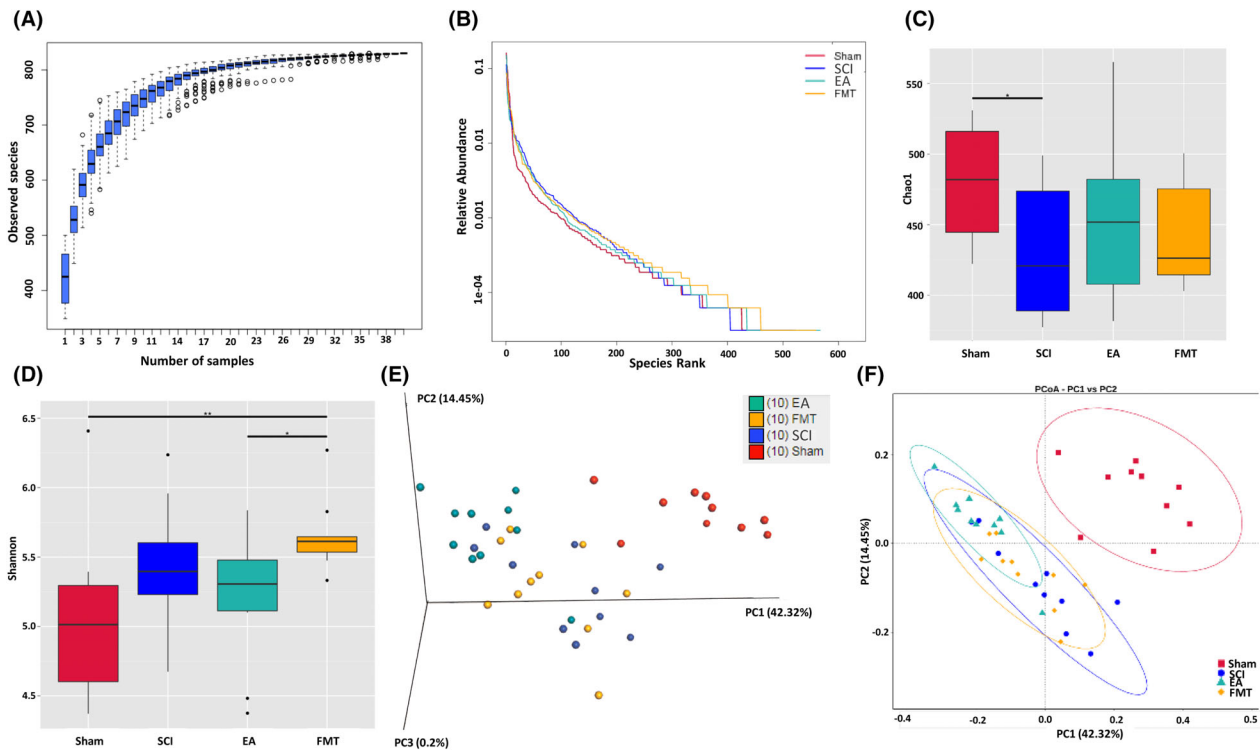 (A)
Observed species
800
700
600
500
400
1 3 5 7 9 11 13 15 17 20 23 26 29 32 35 38
Number of samples
(B)
Relative Abundance
0.1
0.01
0.001
1e-04
0 100 200 300 400 500 600
Species Rank
Sham
SCI
EA
FMT
(C)
Chao1
550
500
450
400
*
Sham SCI EA FMT
(D)
Shannon
6.5
6.0
5.5
5.0
4.5
**
*
Sham SCI EA FMT
(E)
PC2 (14.45%)
PC1 (42.32%)
PC3 (0.2%)
(10) EA
(10) FMT
(10) SCI
(10) Sham
(F)
PCoA - PC1 vs PC2
PC2 (14.45%)
0.2
0.0
-0.2
-0.4 -0.2 0.0 0.2 0.4 0.5
PC1 (42.32%)
Sham
SCI
EA
FMT